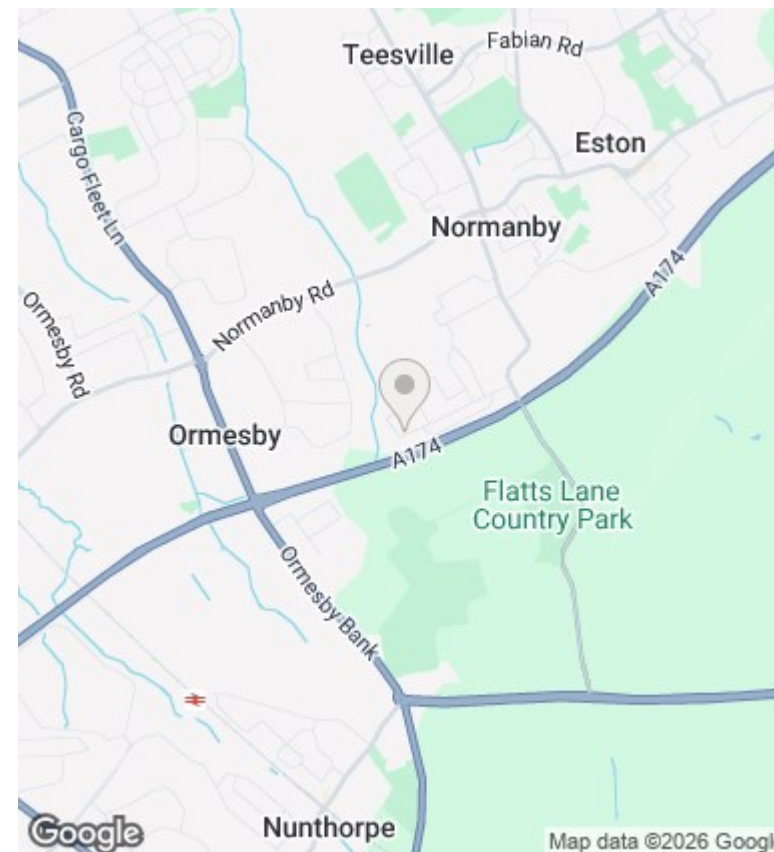 Teesville
Fabian Rd
Eston
Cargo Fleet Ln
Normanby
A174
Normanby Rd
Ormesby Rd
Ormesby
A174
Flatts Lane
Country Park
Ormesby Bank
Nunthorpe
Google
Map data ©2026 Googl